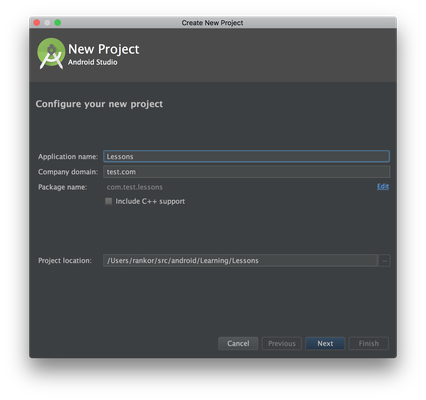 Create New Project
New Project
Android Studio
Configure your new project
Application name: Lessons
Company domain: test.com
Package name: com.test.lessons Edit
Include C++ support
Project location: /Users/rankor/src/android/Learning/Lessons ...
Cancel Previous Next Finish